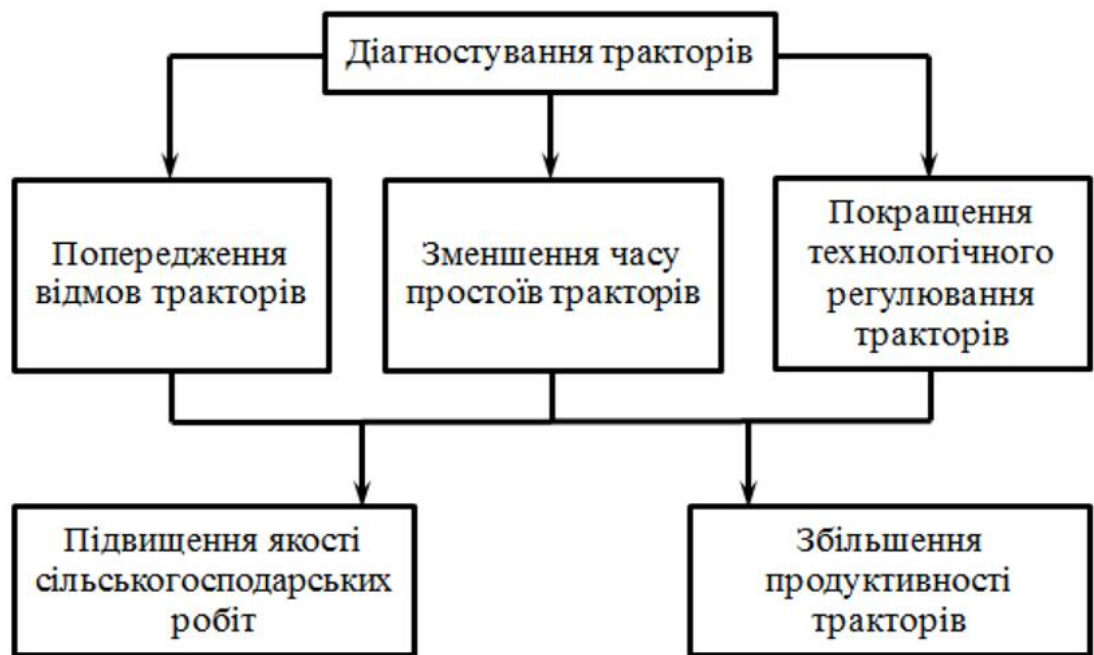 Діагностування тракторів
Попередження
відмов тракторів
Зменшення часу
простоїв тракторів
Покращення
технологічного
регулювання
тракторів
Підвищення якості
сільськогосподарських
робіт
Збільшення
продуктивності
тракторів